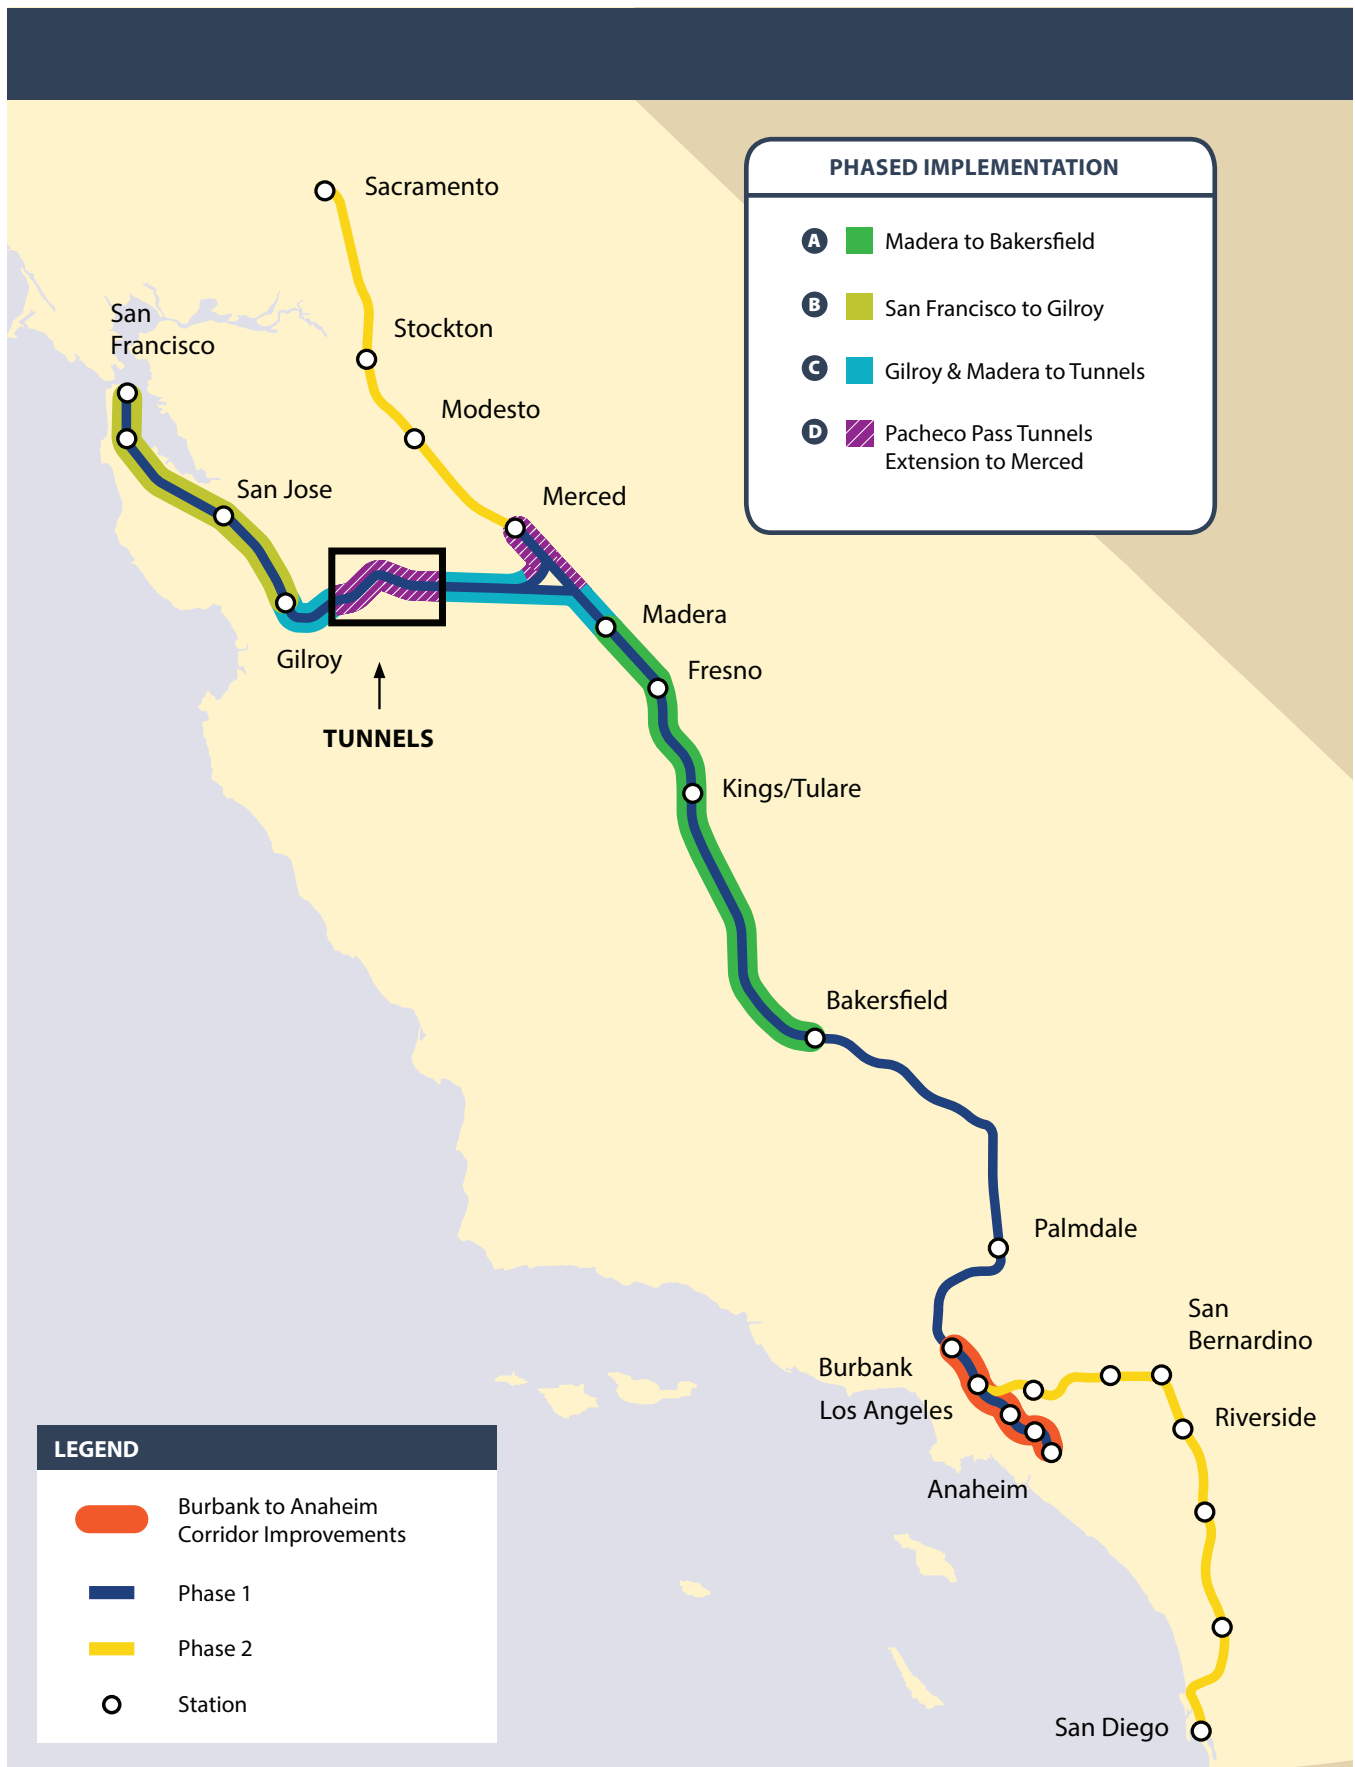 PHASED IMPLEMENTATION
A Madera to Bakersfield
B San Francisco to Gilroy
C Gilroy & Madera to Tunnels
D Pacheco Pass Tunnels
Extension to Merced
Sacramento
San
Francisco
Stockton
Modesto
San Jose
Merced
Madera
Gilroy
Fresno
TUNNELS
Kings/Tulare
Bakersfield
Palmdale
San
Bernardino
Burbank
Los Angeles
Riverside
Anaheim
San Diego
LEGEND
Burbank to Anaheim
Corridor Improvements
Phase 1
Phase 2
Station